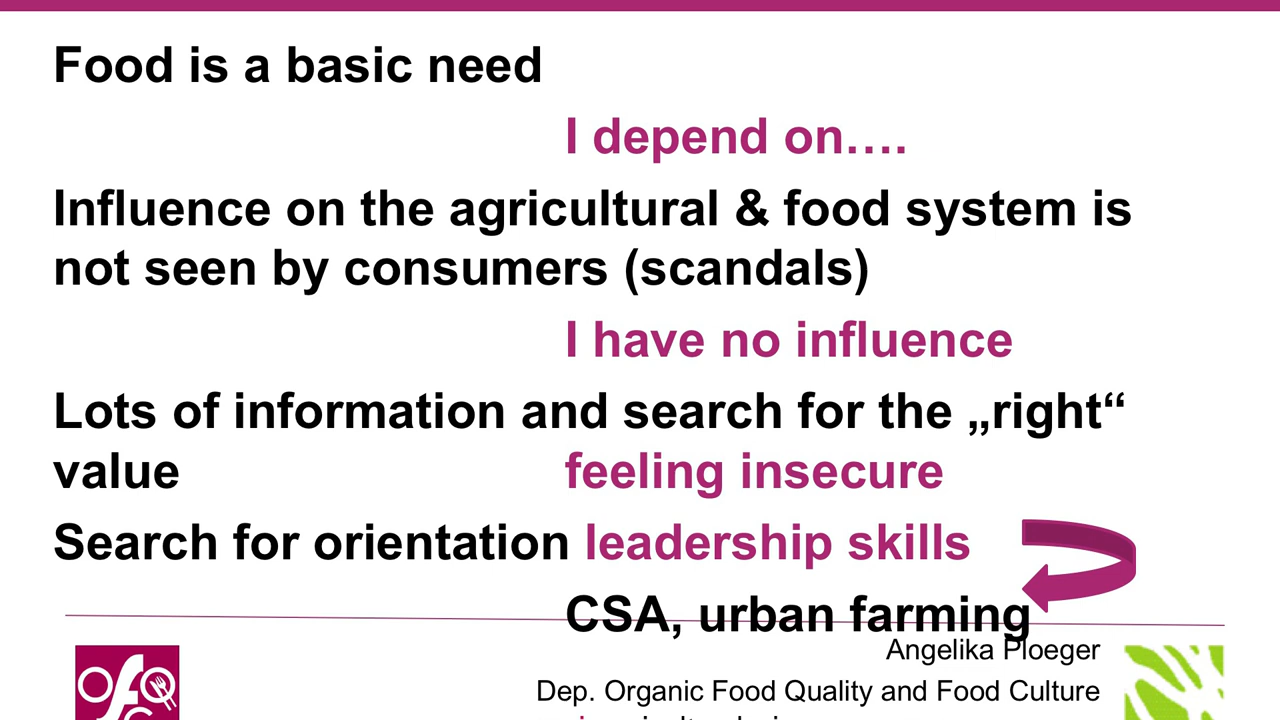 Food is a basic need
I depend on….
Influence on the agricultural & food system is
not seen by consumers (scandals)
I have no influence
Lots of information and search for the „right“
value feeling insecure
Search for orientation leadership skills
CSA, urban farming
Angelika Ploeger
Dep. Organic Food Quality and Food Culture